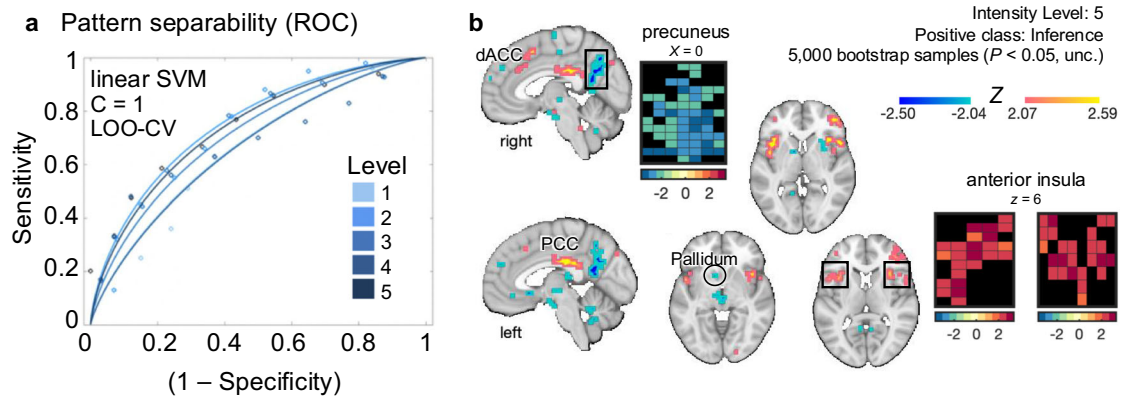 a Pattern separability (ROC)
1
0.8
0.6
0.4
0.2
0
Sensitivity
linear SVM
C = 1
LOO-CV
Level
1
2
3
4
5
0 0.2 0.4 0.6 0.8 1
(1 – Specificity)
b
dACC
right
precuneus
X = 0
-2 0 2
Intensity Level: 5
Positive class: Inference
5,000 bootstrap samples (P < 0.05, unc.)
Z
-2.50 -2.04 2.07 2.59
PCC
left
Pallidum
anterior insula
z = 6
-2 0 2
-2 0 2